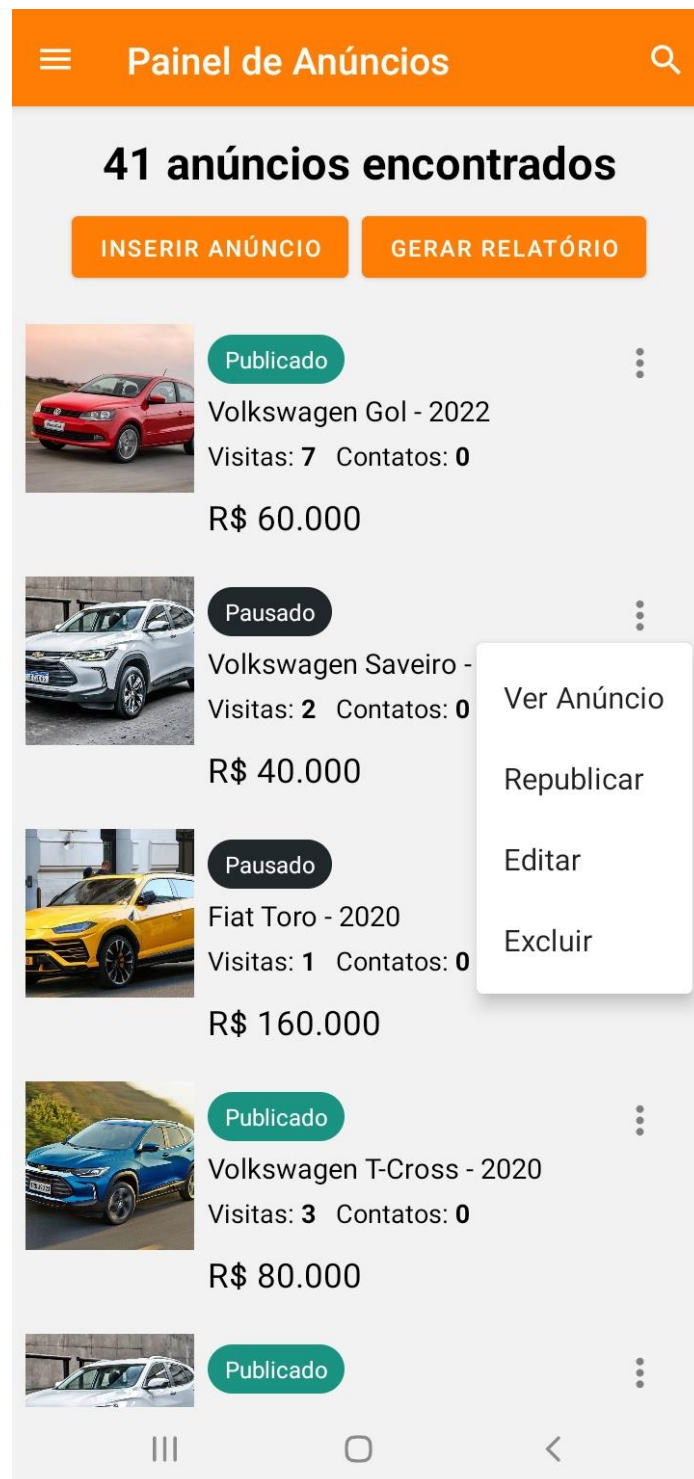 Painel de Anúncios
41 anúncios encontrados
INSERIR ANÚNCIO GERAR RELATÓRIO
Publicado
Volkswagen Gol - 2022
Visitas: 7 Contatos: 0
R$ 60.000
Pausado
Volkswagen Saveiro -
Visitas: 2 Contatos: 0
R$ 40.000
Ver Anúncio
Republicar
Editar
Excluir
Pausado
Fiat Toro - 2020
Visitas: 1 Contatos: 0
R$ 160.000
Publicado
Volkswagen T-Cross - 2020
Visitas: 3 Contatos: 0
R$ 80.000
Publicado